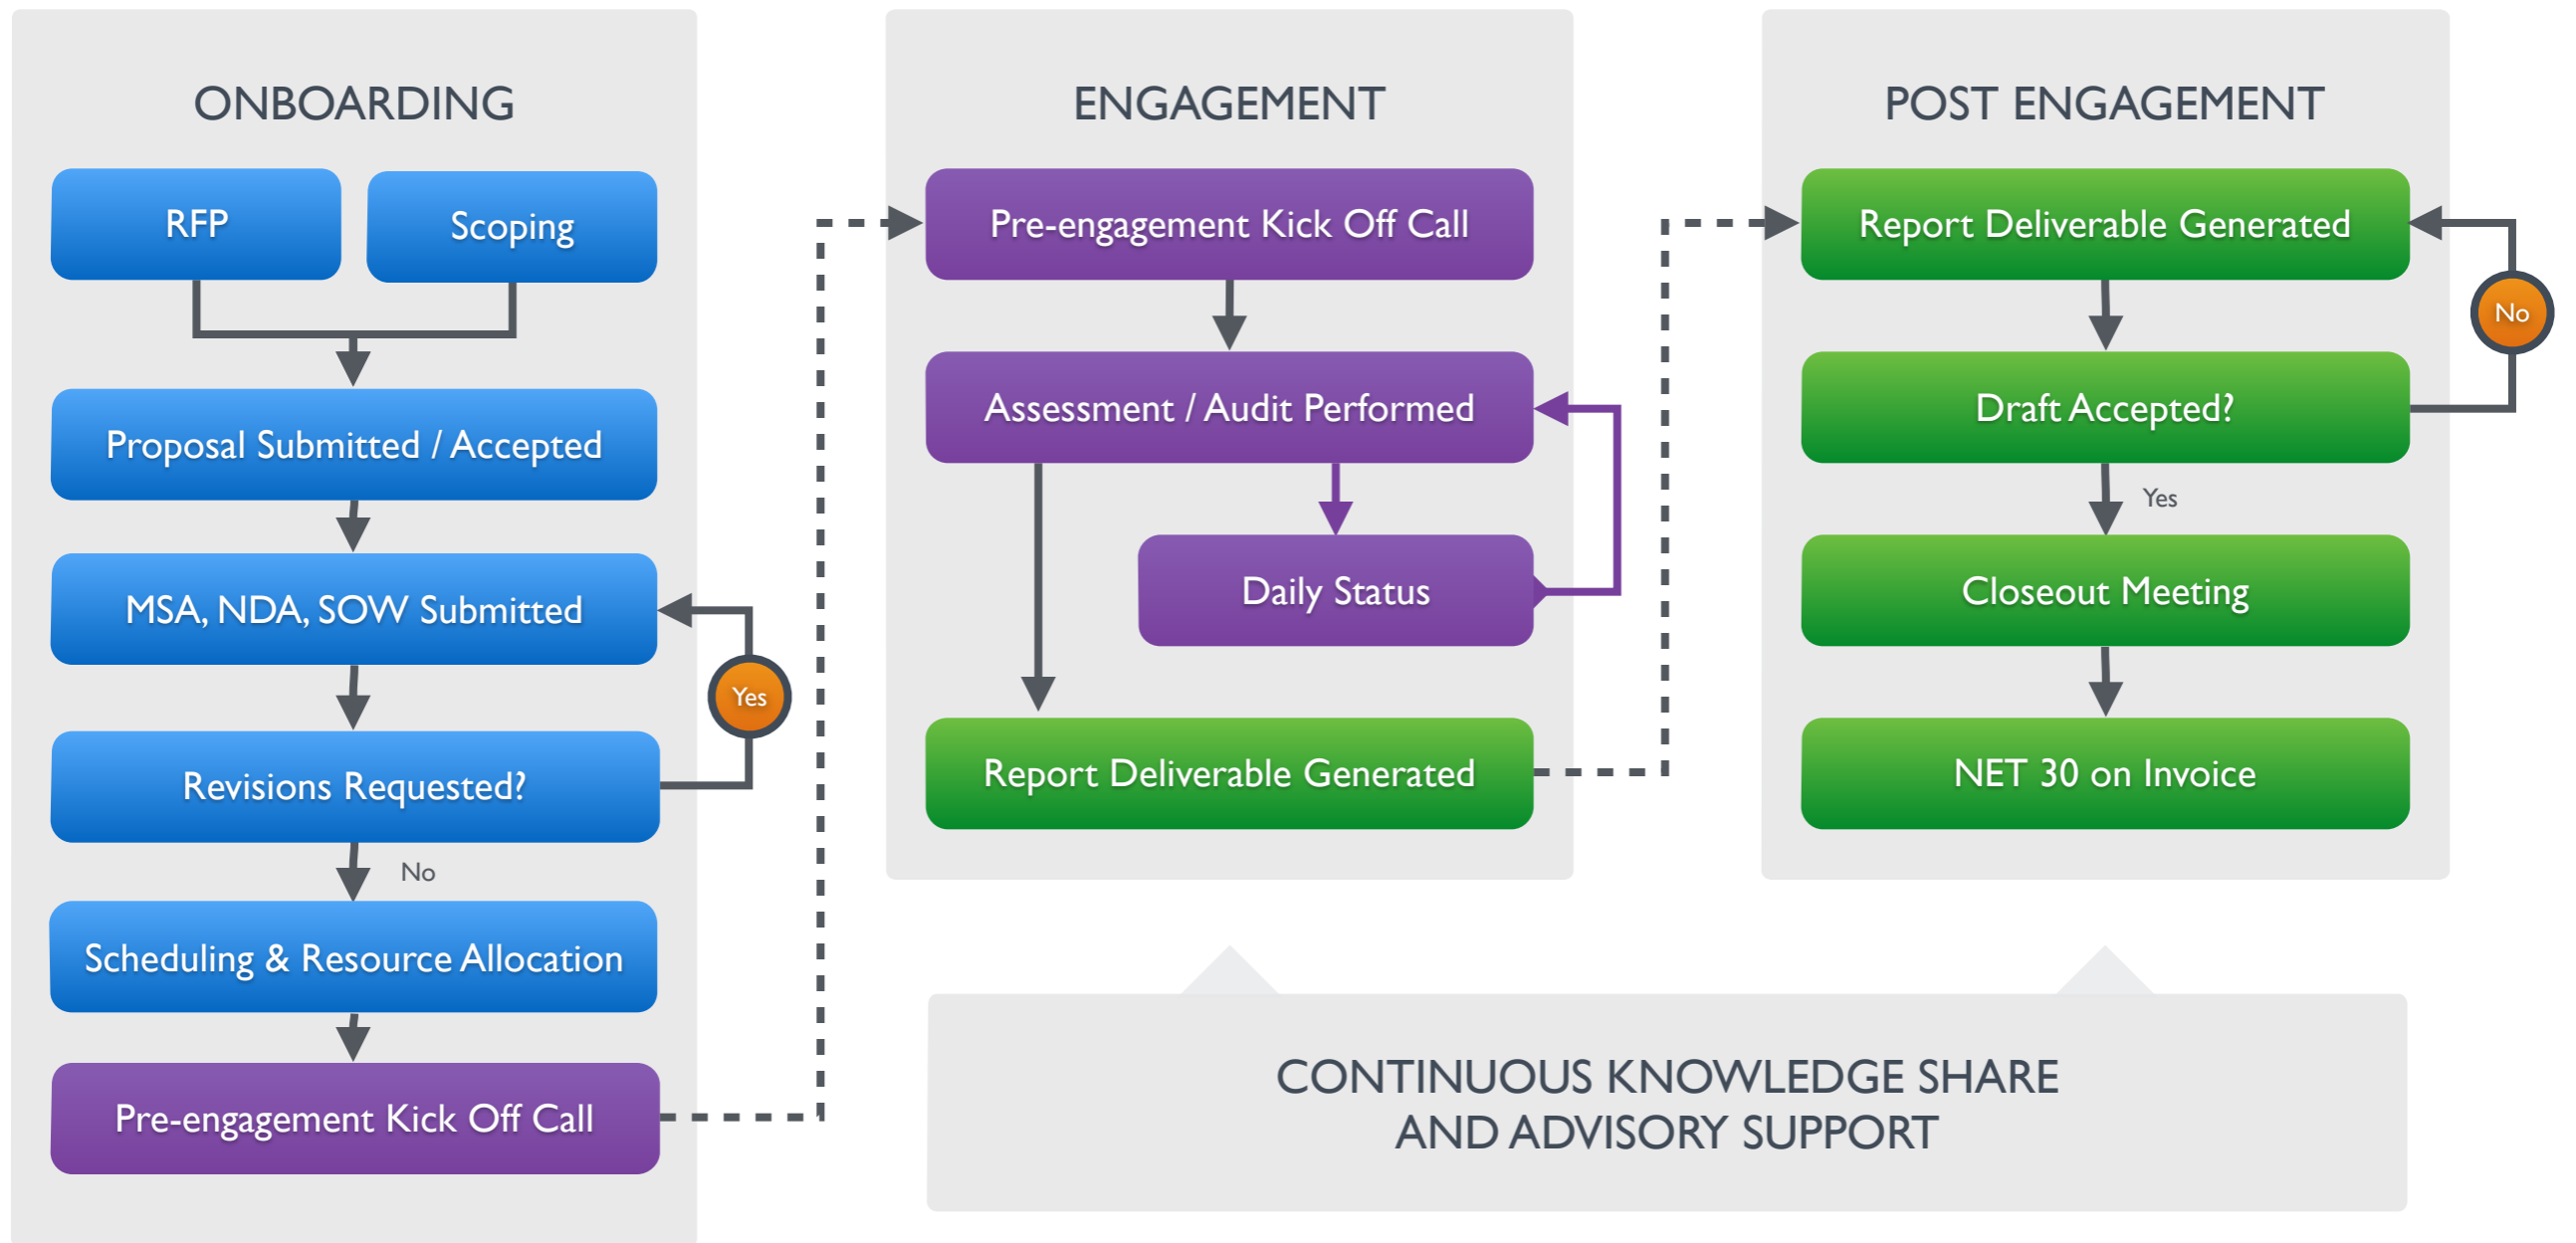 ONBOARDING
RFP
Scoping
Proposal Submitted / Accepted
MSA, NDA, SOW Submitted
Yes
Revisions Requested?
No
Scheduling & Resource Allocation
Pre-engagement Kick Off Call
ENGAGEMENT
Pre-engagement Kick Off Call
Assessment / Audit Performed
Daily Status
Report Deliverable Generated
POST ENGAGEMENT
Report Deliverable Generated
No
Draft Accepted?
Yes
Closeout Meeting
NET 30 on Invoice
CONTINUOUS KNOWLEDGE SHARE
AND ADVISORY SUPPORT